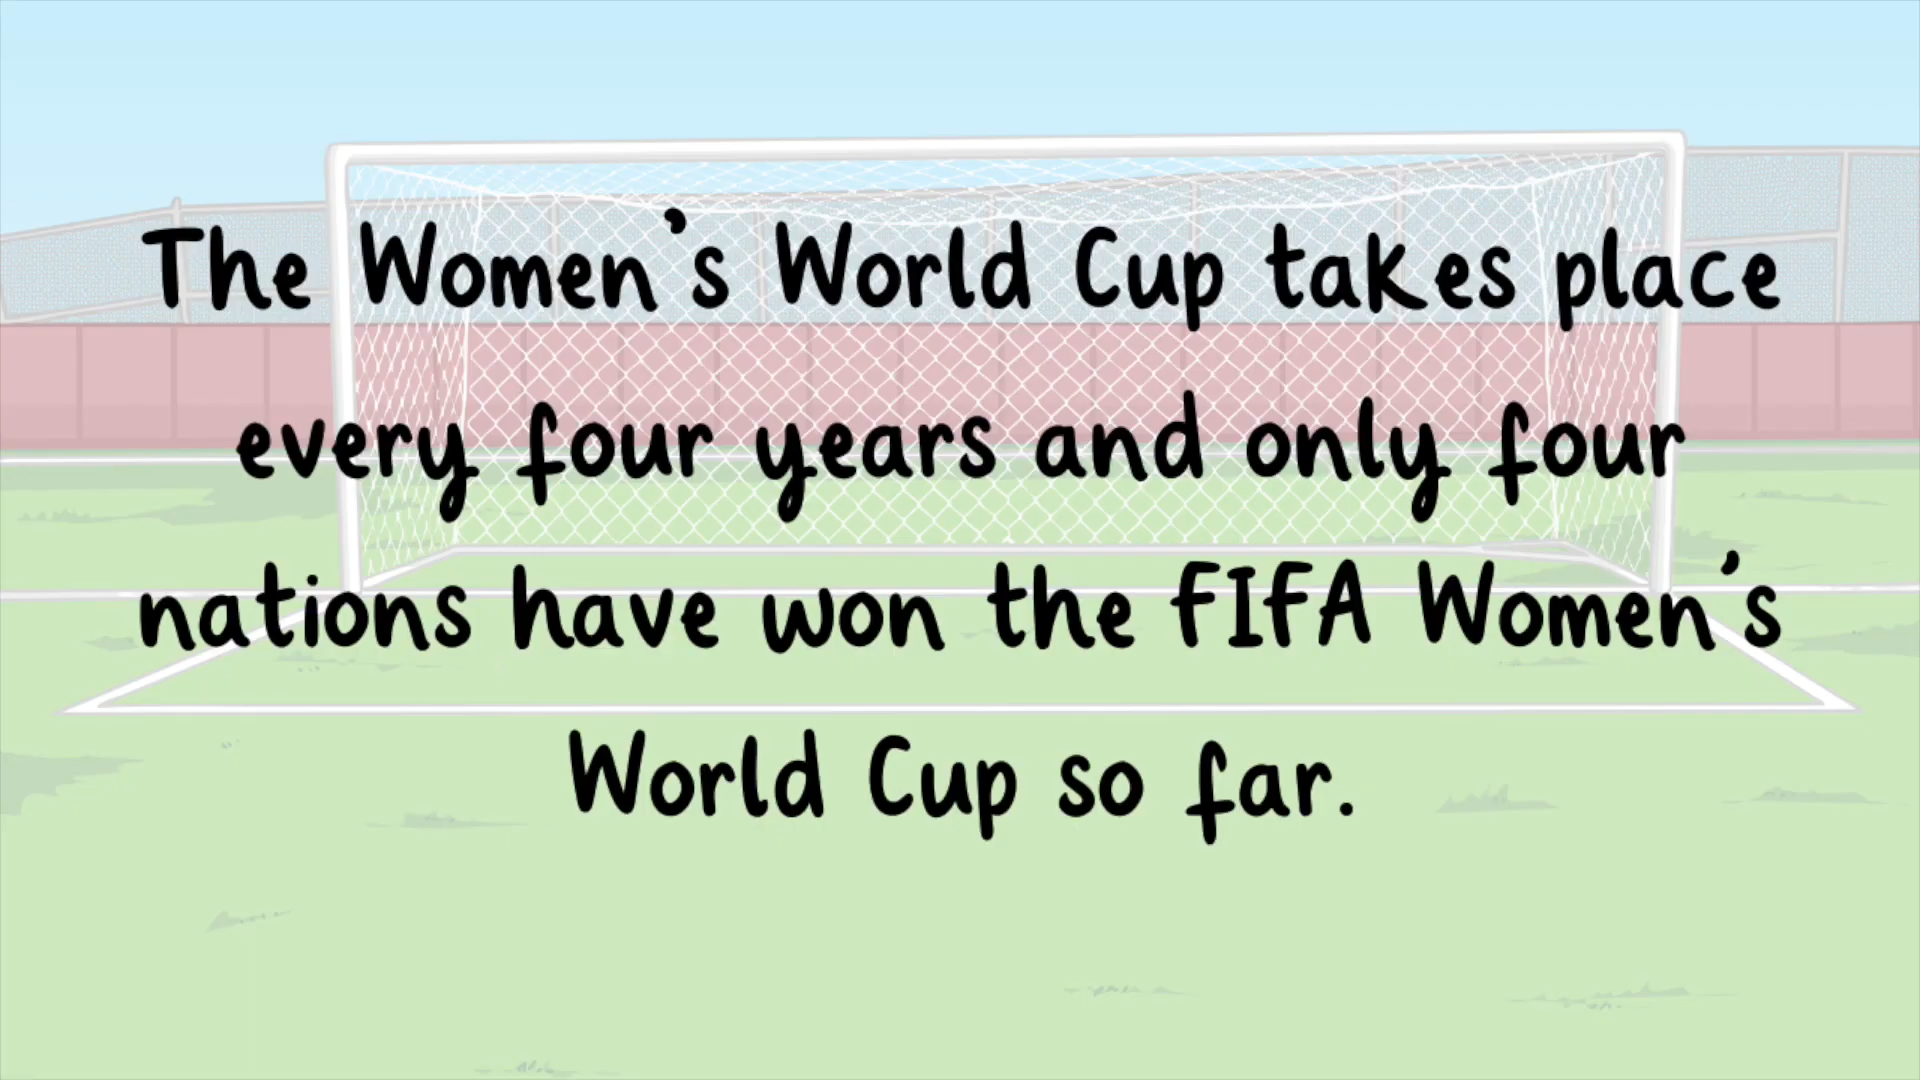 The Women's World Cup takes place
every four years and only four
nations have won the FIFA Women's
World Cup so far.